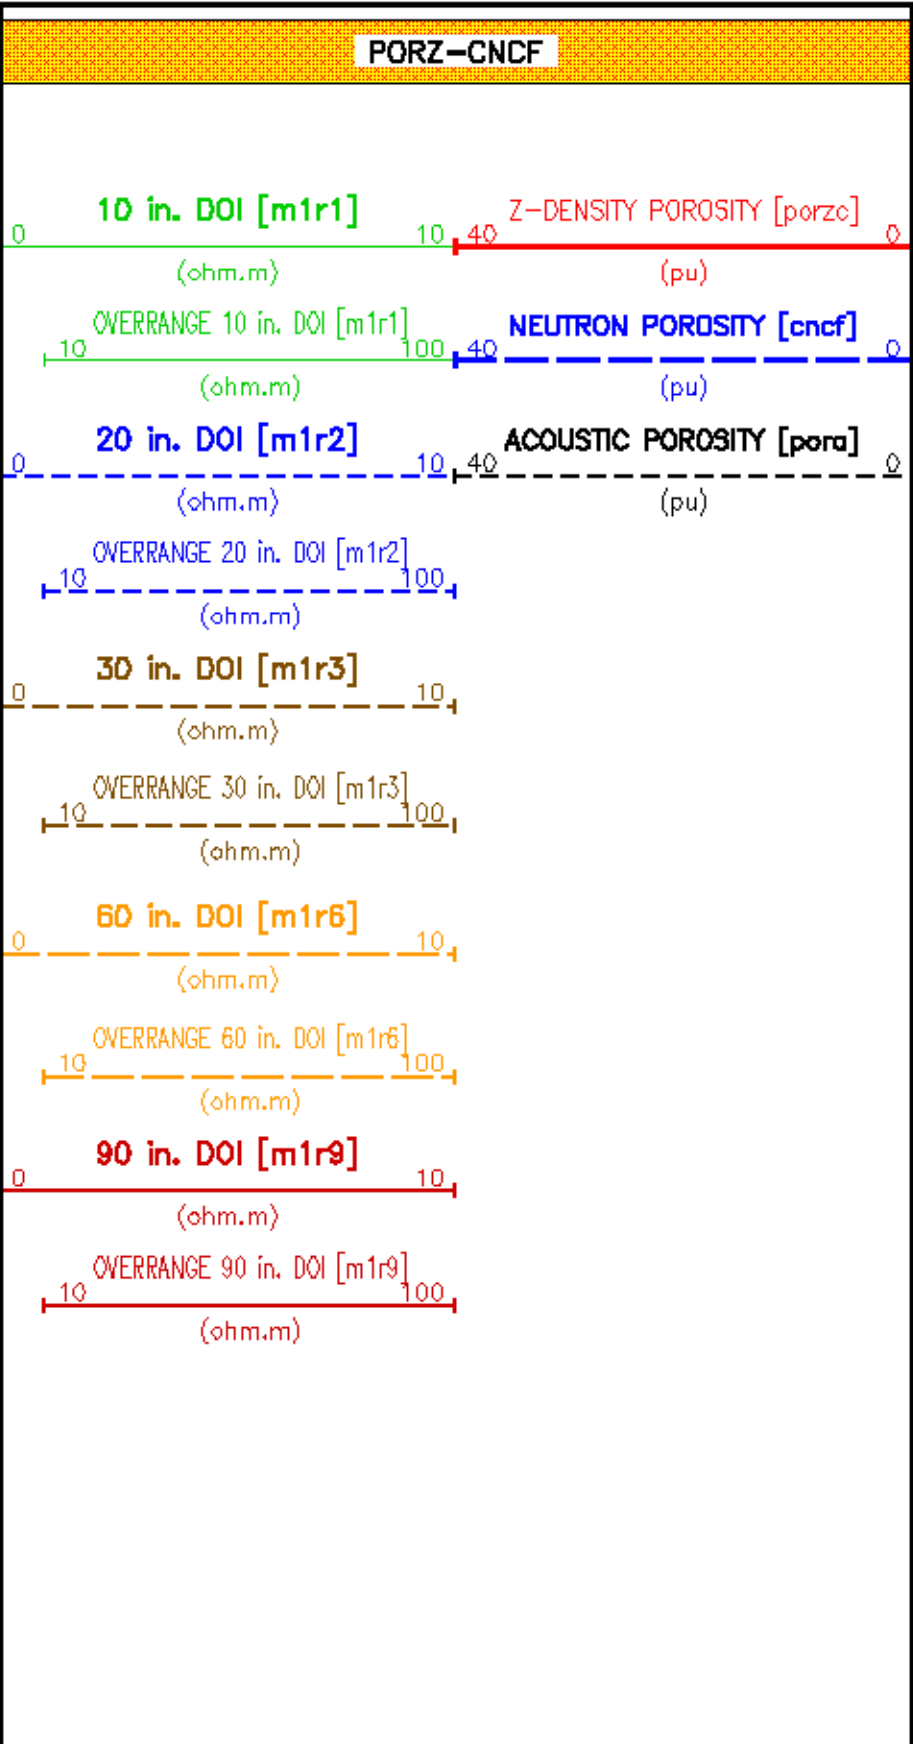 PORZ-CNCF
10 in. DOI [m1r1] Z-DENSITY POROSITY [porzc]
0 10 40 0
(ohm.m) (pu)
OVERRANGE 10 in. DOI [m1r1] NEUTRON POROSITY [cncf]
10 100 40 0
(ohm.m) (pu)
20 in. DOI [m1r2] ACOUSTIC POROSITY [pora]
0 10 40 0
(ohm.m) (pu)
OVERRANGE 20 in. DOI [m1r2]
10 100
(ohm.m)
30 in. DOI [m1r3]
0 10
(ohm.m)
OVERRANGE 30 in. DOI [m1r3]
10 100
(ohm.m)
60 in. DOI [m1r6]
0 10
(ohm.m)
OVERRANGE 60 in. DOI [m1r6]
10 100
(ohm.m)
90 in. DOI [m1r9]
0 10
(ohm.m)
OVERRANGE 90 in. DOI [m1r9]
10 100
(ohm.m)